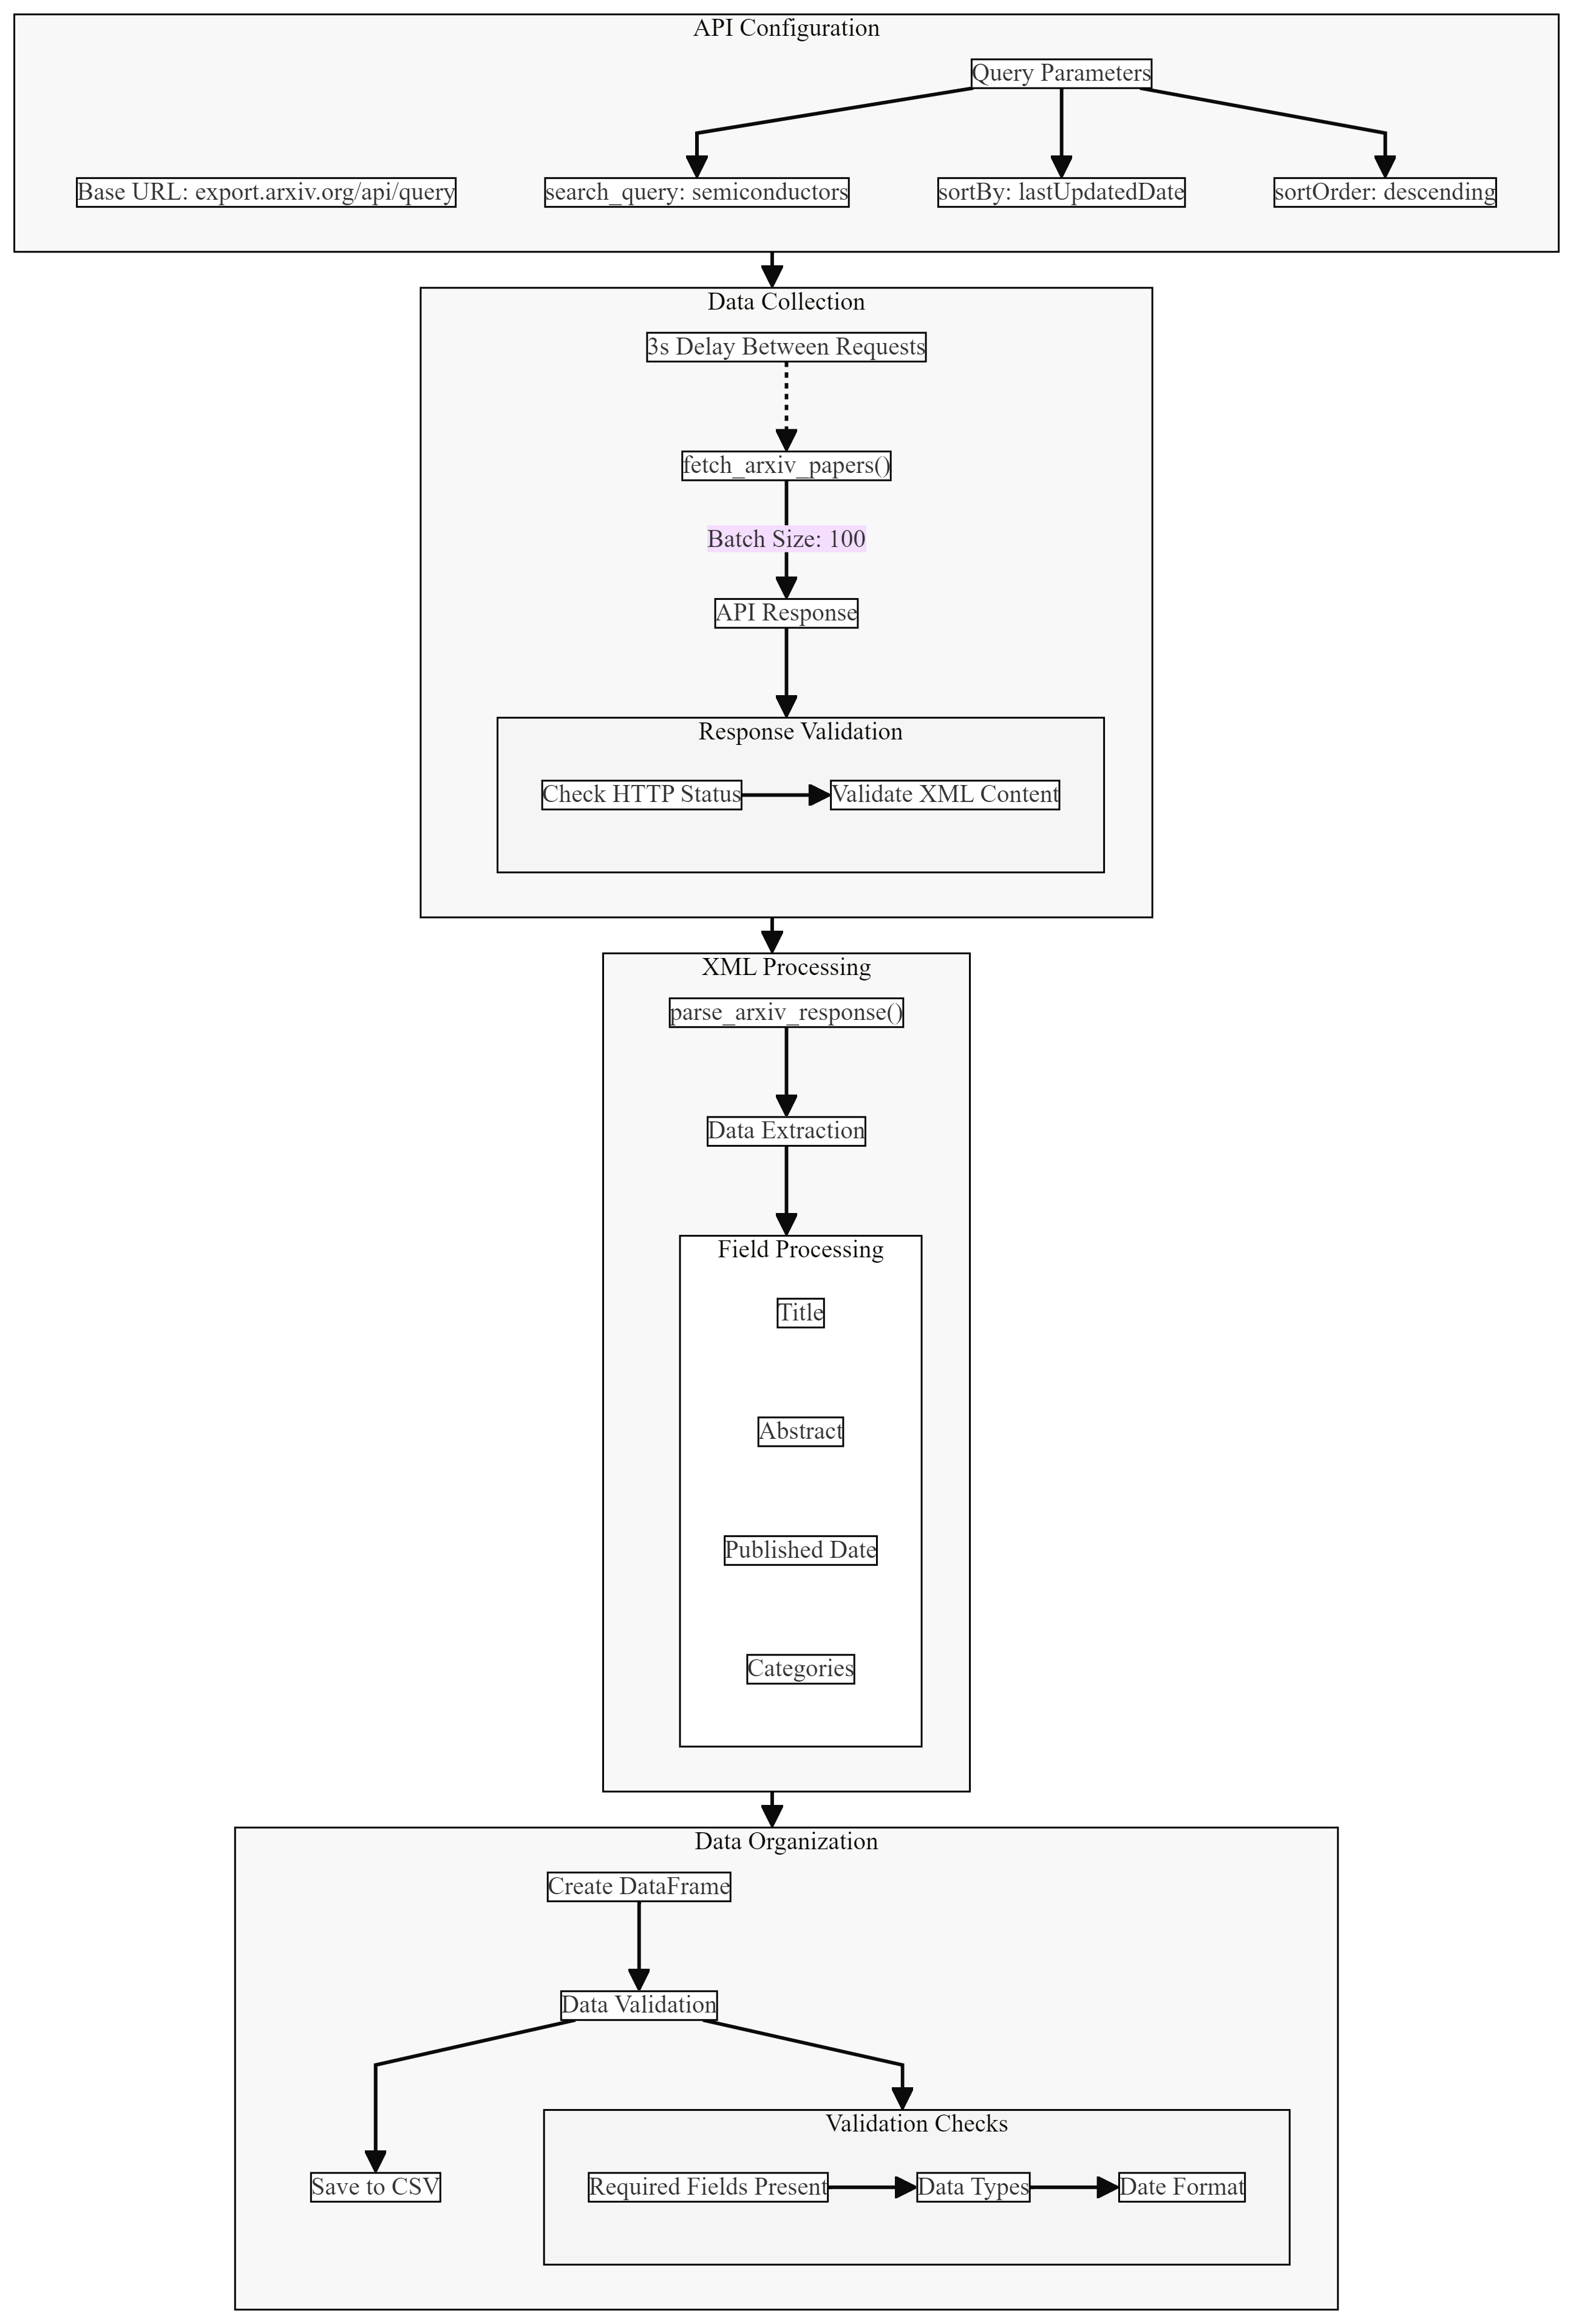 API Configuration
Query Parameters
Base URL: export.arxiv.org/api/query
search_query: semiconductors
sortBy: lastUpdatedDate
sortOrder: descending
Data Collection
3s Delay Between Requests
fetch_arxiv_papers()
Batch Size: 100
API Response
Response Validation
Check HTTP Status
Validate XML Content
XML Processing
parse_arxiv_response()
Data Extraction
Field Processing
Title
Abstract
Published Date
Categories
Data Organization
Create DataFrame
Data Validation
Validation Checks
Save to CSV
Required Fields Present
Data Types
Date Format